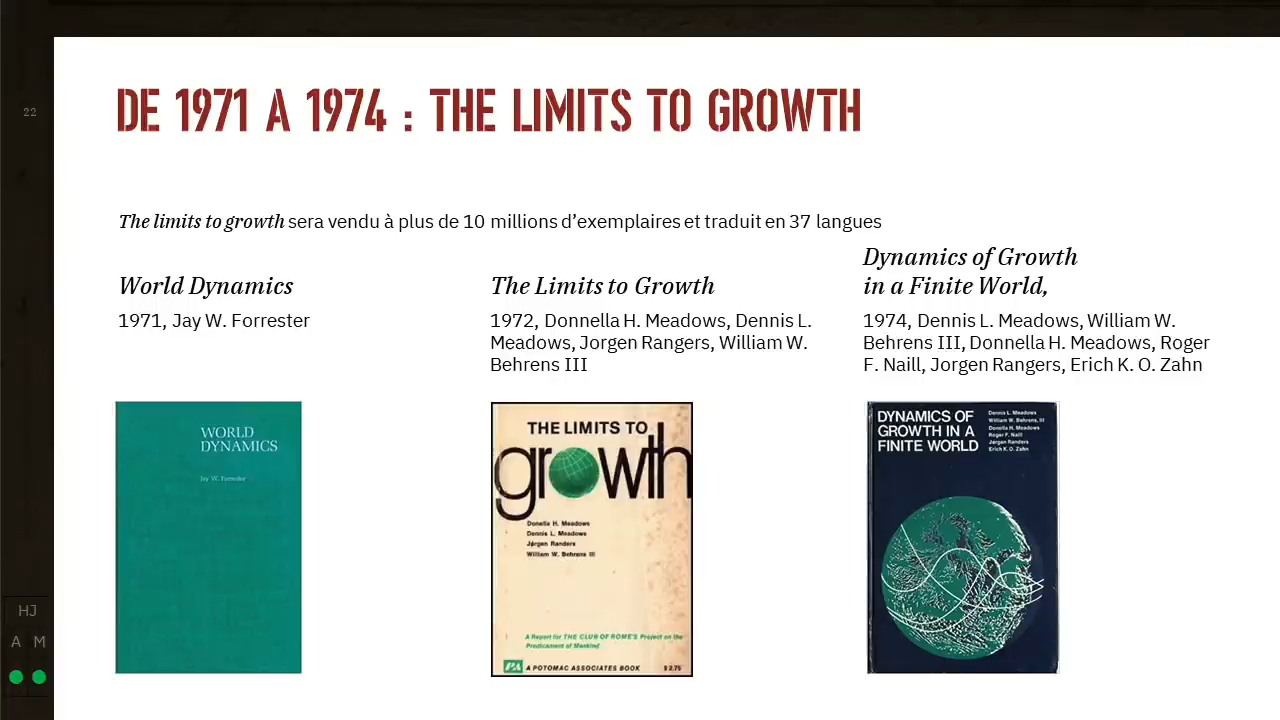 22
DE 1971 A 1974 : THE LIMITS TO GROWTH
The limits to growth sera vendu à plus de 10 millions d’exemplaires et traduit en 37 langues
World Dynamics
1971, Jay W. Forrester
The Limits to Growth
1972, Donnella H. Meadows, Dennis L.
Meadows, Jorgen Rangers, William W.
Behrens III
Dynamics of Growth
in a Finite World,
1974, Dennis L. Meadows, William W.
Behrens III, Donnella H. Meadows, Roger
F. Naill, Jorgen Rangers, Erich K. O. Zahn
WORLD
DYNAMICS
Jay W. Forrester
THE LIMITS TO
growth
Donella H. Meadows
Dennis L. Meadows
Jørgen Randers
William W. Behrens III
A Report for THE CLUB OF ROME'S Project on the
Predicament of Mankind
PA A POTOMAC ASSOCIATES BOOK $2.75
DYNAMICS OF
GROWTH IN A
FINITE WORLD
Dennis L. Meadows
William W. Behrens, III
Donella H. Meadows
Roger F. Naill
Jørgen Randers
Erich K. O. Zahn
HJ
A M